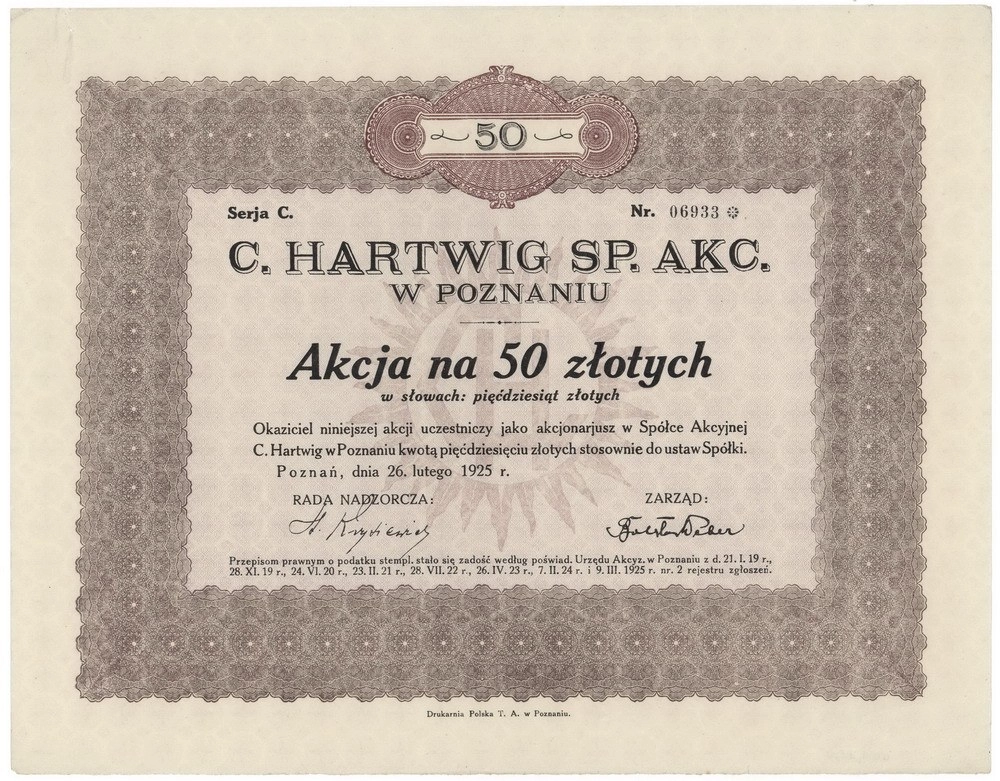 50
Serja C.
Nr. 06933
C. HARTWIG SP. AKC.
W POZNANIU
Akcja na 50 złotych
w słowach: pięćdziesiąt złotych
Okaziciel niniejszej akcji uczestniczy jako akcjonarjusz w Spółce Akcyjnej
C. Hartwig w Poznaniu kwotą pięćdziesięciu złotych stosownie do ustaw Spółki.
Poznań, dnia 26. lutego 1925 r.
RADA NADZORCZA:
ZARZĄD:
Przepisom prawnym o podatku stempl. stało się zadość według poświad. Urzędu Akcyz. w Poznaniu z d. 21. I. 19 r.,
28. XI. 19 r., 24. VI. 20 r., 23. II. 21 r., 28. VII. 22 r., 26. IV. 23 r., 7. II. 24 r. i 9. III. 1925 r. nr. 2 rejestru zgłoszeń.
Drukarnia Polska T. A. w Poznaniu.